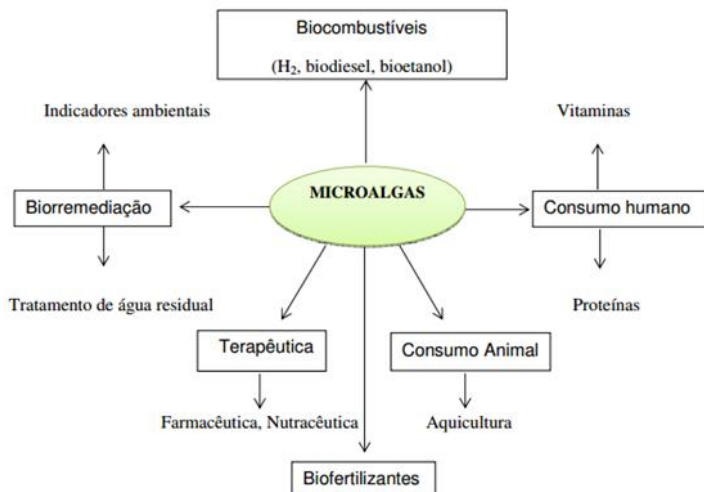 Biocombustíveis
(H₂, biodiesel, bioetanol)
Indicadores ambientais
Vitaminas
MICROALGAS
Biorremediação
Consumo humano
Tratamento de água residual
Proteínas
Terapêutica
Consumo Animal
Farmacêutica, Nutracêutica
Aquicultura
Biofertilizantes